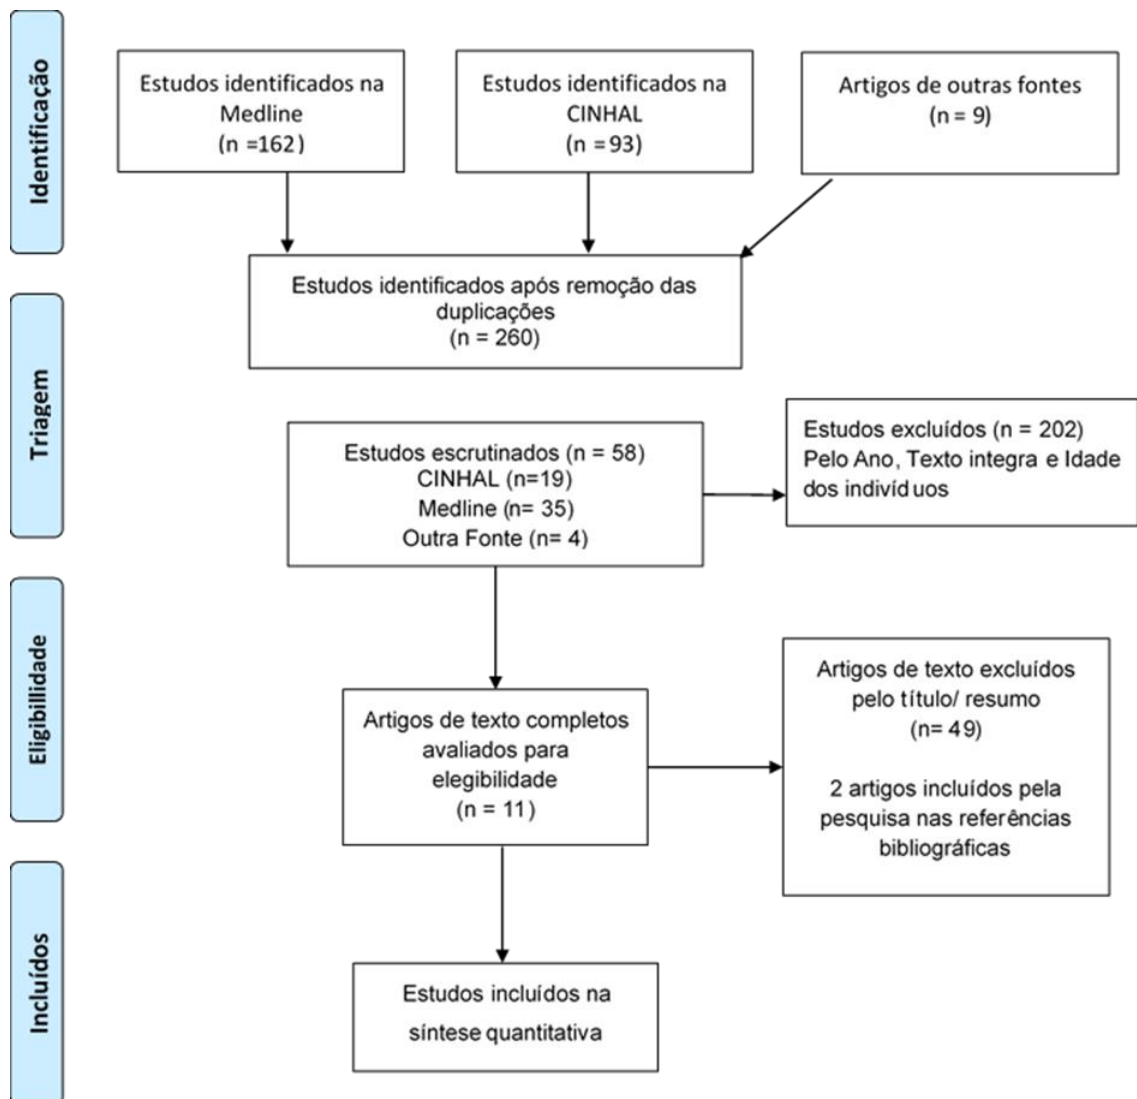 Identificação
Estudos identificados na
Medline
(n =162)
Estudos identificados na
CINHAL
(n = 93)
Artigos de outras fontes
(n = 9)
Estudos identificados após remoção das
duplicações
(n = 260)
Triagem
Estudos escrutinados (n = 58)
CINHAL (n=19)
Medline (n= 35)
Outra Fonte (n= 4)
Estudos excluídos (n = 202)
Pelo Ano, Texto integra e Idade
dos indivíduos
Eligibillidade
Artigos de texto completos
avaliados para
elegibilidade
(n = 11)
Artigos de texto excluídos
pelo título/ resumo
(n= 49)
2 artigos incluídos pela
pesquisa nas referências
bibliográficas
Incluídos
Estudos incluídos na
síntese quantitativa